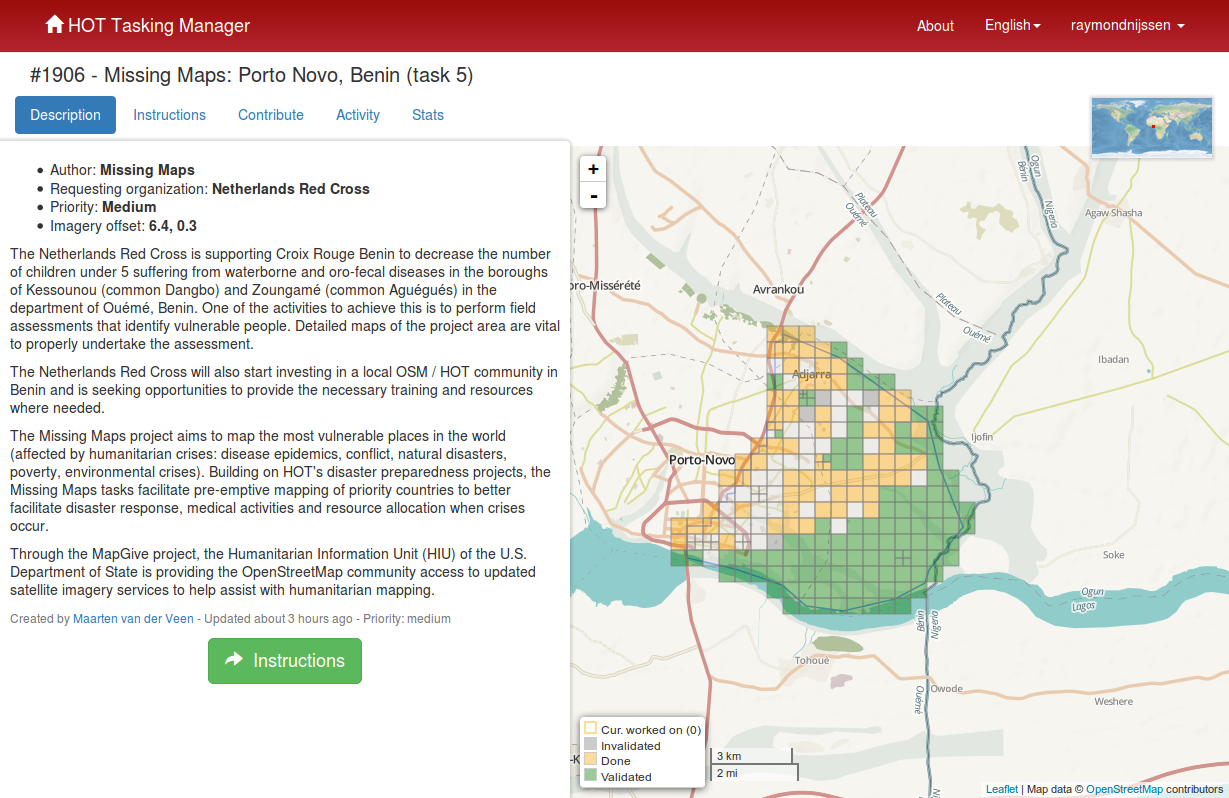 HOT Tasking Manager
About
English
raymondnijssen
#1906 - Missing Maps: Porto Novo, Benin (task 5)
Description
Instructions
Contribute
Activity
Stats
Author: Missing Maps
Requesting organization: Netherlands Red Cross
Priority: Medium
Imagery offset: 6.4, 0.3
The Netherlands Red Cross is supporting Croix Rouge Benin to decrease the number
of children under 5 suffering from waterborne and oro-fecal diseases in the boroughs
of Kessounou (common Dangbo) and Zoungamé (common Aguégués) in the
department of Ouémé, Benin. One of the activities to achieve this is to perform field
assessments that identify vulnerable people. Detailed maps of the project area are vital
to properly undertake the assessment.
The Netherlands Red Cross will also start investing in a local OSM / HOT community in
Benin and is seeking opportunities to provide the necessary training and resources
where needed.
The Missing Maps project aims to map the most vulnerable places in the world
(affected by humanitarian crises: disease epidemics, conflict, natural disasters,
poverty, environmental crises). Building on HOT's disaster preparedness projects, the
Missing Maps tasks facilitate pre-emptive mapping of priority countries to better
facilitate disaster response, medical activities and resource allocation when crises
occur.
Through the MapGive project, the Humanitarian Information Unit (HIU) of the U.S.
Department of State is providing the OpenStreetMap community access to updated
satellite imagery services to help assist with humanitarian mapping.
Created by Maarten van der Veen - Updated about 3 hours ago - Priority: medium
Instructions
+
-
Ogun
Bénin
Nigeria
Plateau
Ouémé
Agaw Shasha
oro-Missérété
Avrankou
Plateau
Ouémé
Ibadan
Adjarra
Ijofin
Porto-Novo
Soke
Ogun
Lagos
Bénin
Nigeria
Tohoué
Ouémé
Owode
Weshere
-K
Cur. worked on (0)
Invalidated
Done
Validated
3 km
2 mi
Leaflet | Map data © OpenStreetMap contributors